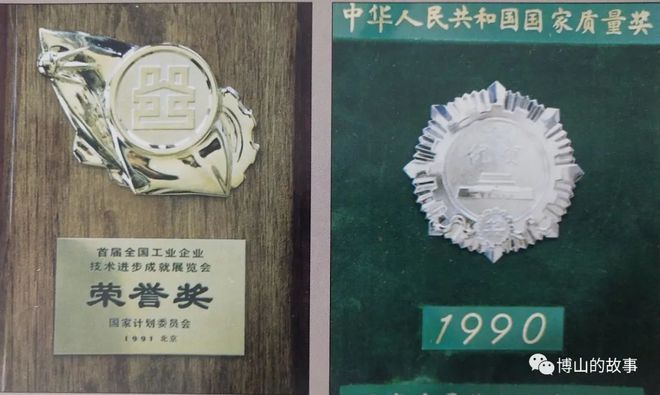 首届全国工业企业
技术进步成就展览会
荣誉奖
国家计划委员会
1991 北京
中华人民共和国国家质量奖
1990
博山的故事